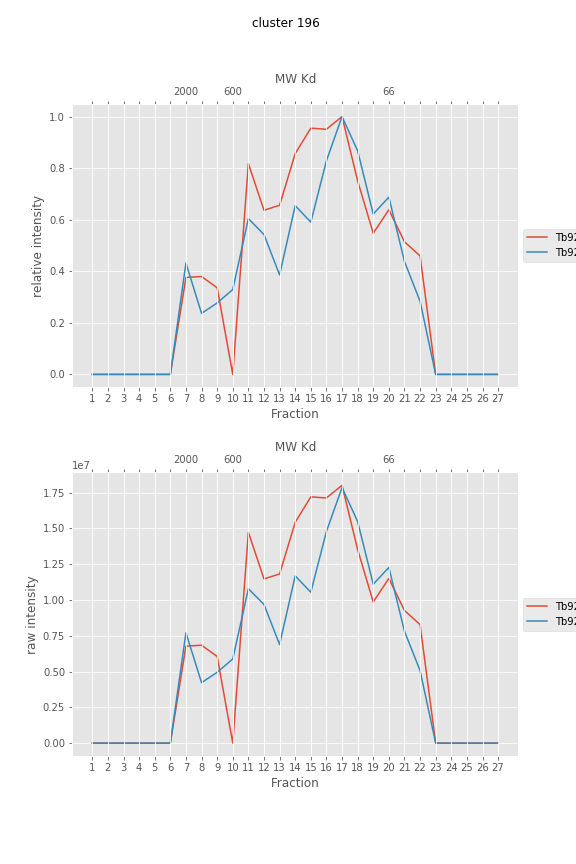 cluster 196
MW Kd
2000 600 66
1.0
0.8
0.6
0.4
0.2
0.0
relative intensity
Tb92
Tb92
1 2 3 4 5 6 7 8 9 10 11 12 13 14 15 16 17 18 19 20 21 22 23 24 25 26 27
Fraction
MW Kd
1e7 2000 600 66
1.75
1.50
1.25
1.00
0.75
0.50
0.25
0.00
raw intensity
Tb92
Tb92
1 2 3 4 5 6 7 8 9 10 11 12 13 14 15 16 17 18 19 20 21 22 23 24 25 26 27
Fraction